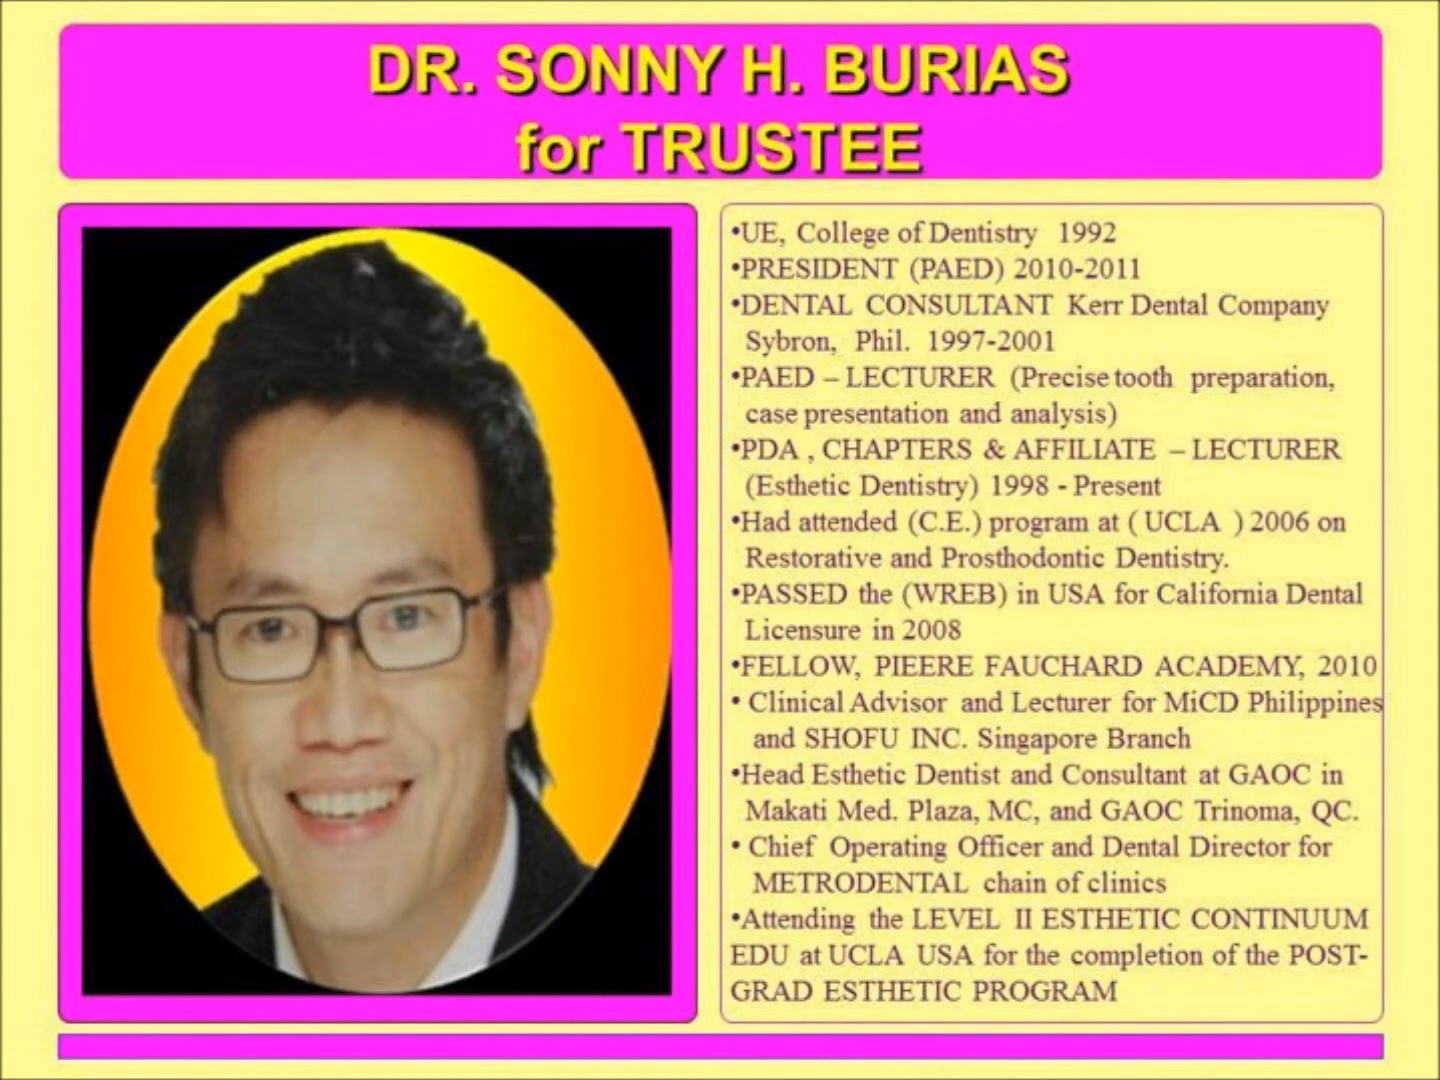 DR. SONNY H. BURIAS
for TRUSTEE
•UE, College of Dentistry 1992
•PRESIDENT (PAED) 2010-2011
•DENTAL CONSULTANT Kerr Dental Company
Sybron, Phil. 1997-2001
•PAED – LECTURER (Precise tooth preparation,
case presentation and analysis)
•PDA , CHAPTERS & AFFILIATE – LECTURER
(Esthetic Dentistry) 1998 - Present
•Had attended (C.E.) program at ( UCLA ) 2006 on
Restorative and Prosthodontic Dentistry.
•PASSED the (WREB) in USA for California Dental
Licensure in 2008
•FELLOW, PIEERE FAUCHARD ACADEMY, 2010
• Clinical Advisor and Lecturer for MiCD Philippines
and SHOFU INC. Singapore Branch
•Head Esthetic Dentist and Consultant at GAOC in
Makati Med. Plaza, MC, and GAOC Trinoma, QC.
• Chief Operating Officer and Dental Director for
METRODENTAL chain of clinics
•Attending the LEVEL II ESTHETIC CONTINUUM
EDU at UCLA USA for the completion of the POST-
GRAD ESTHETIC PROGRAM